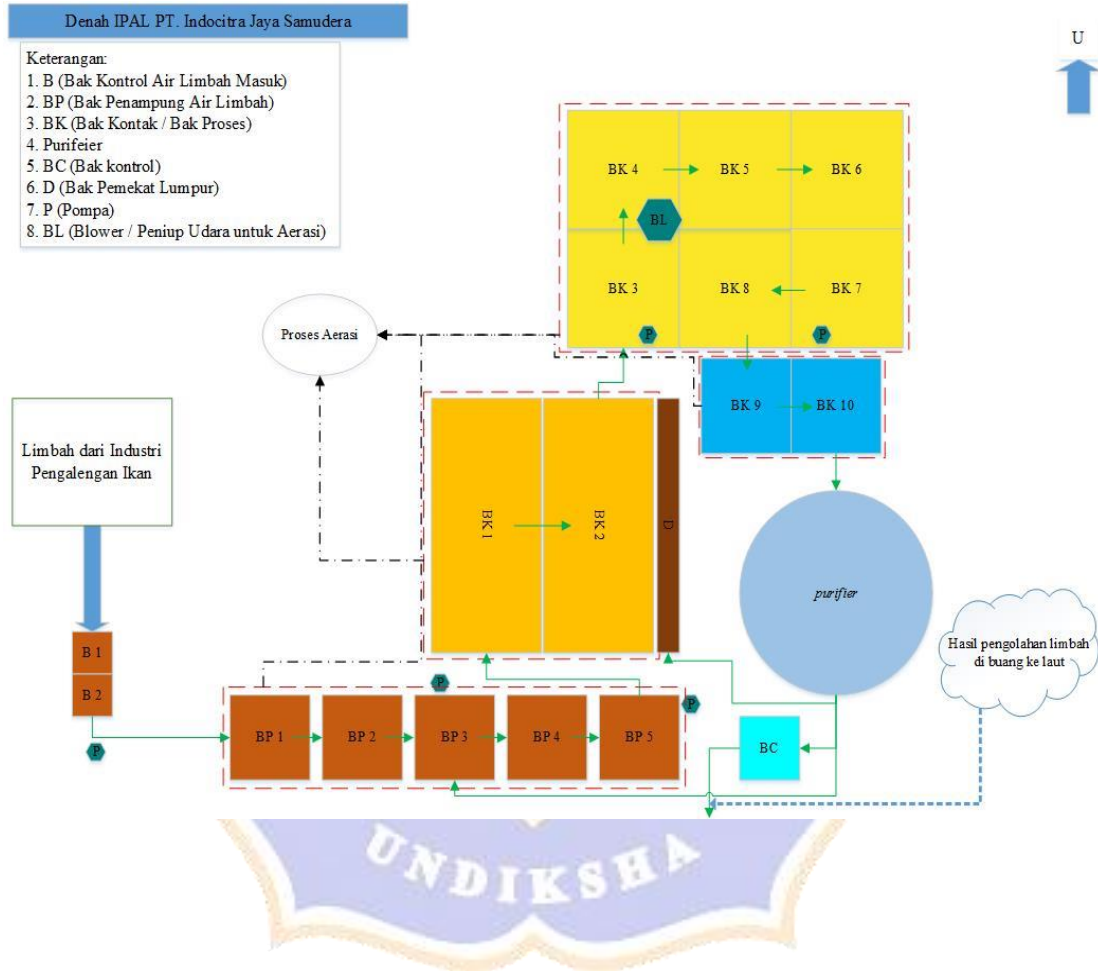 Denah IPAL PT. Indocitra Jaya Samudera
U
Keterangan:
1. B (Bak Kontrol Air Limbah Masuk)
2. BP (Bak Penampung Air Limbah)
3. BK (Bak Kontak / Bak Proses)
4. Purifeier
5. BC (Bak kontrol)
6. D (Bak Pemekat Lumpur)
7. P (Pompa)
8. BL (Blower / Peniup Udara untuk Aerasi)
BK 4
BK 5
BK 6
BL
BK 3
BK 8
BK 7
P
P
Proses Aerasi
BK 9
BK 10
Limbah dari Industri
Pengalengan Ikan
BK 1
BK 2
D
purifier
Hasil pengolahan limbah
di buang ke laut
B 1
B 2
P
P
P
BP 1
BP 2
BP 3
BP 4
BP 5
BC
UNDIKSHA